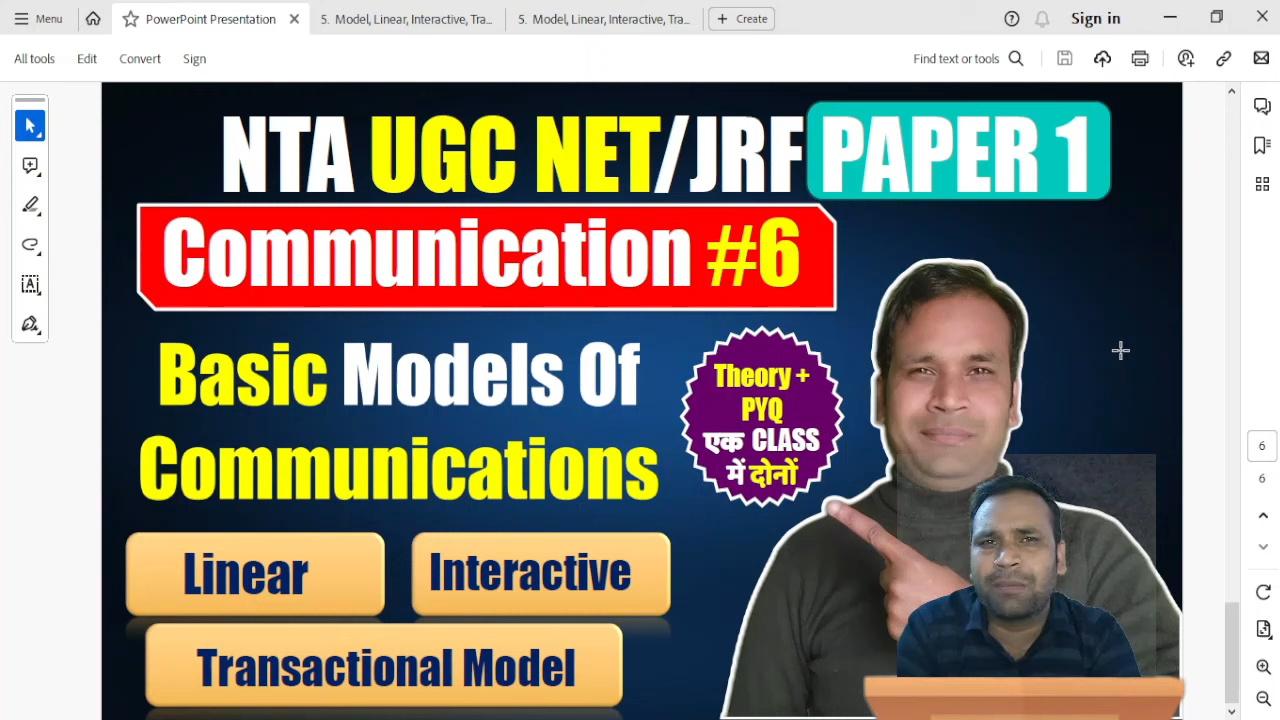 Menu
PowerPoint Presentation
5. Model, Linear, Interactive, Tra...
5. Model, Linear, Interactive, Tra...
Create
Sign in
All tools Edit Convert Sign
Find text or tools
NTA UGC NET/JRF PAPER 1
Communication #6
Basic Models Of
Communications
Theory +
PYQ
एक CLASS
में दोनों
Linear
Interactive
Transactional Model
6
6